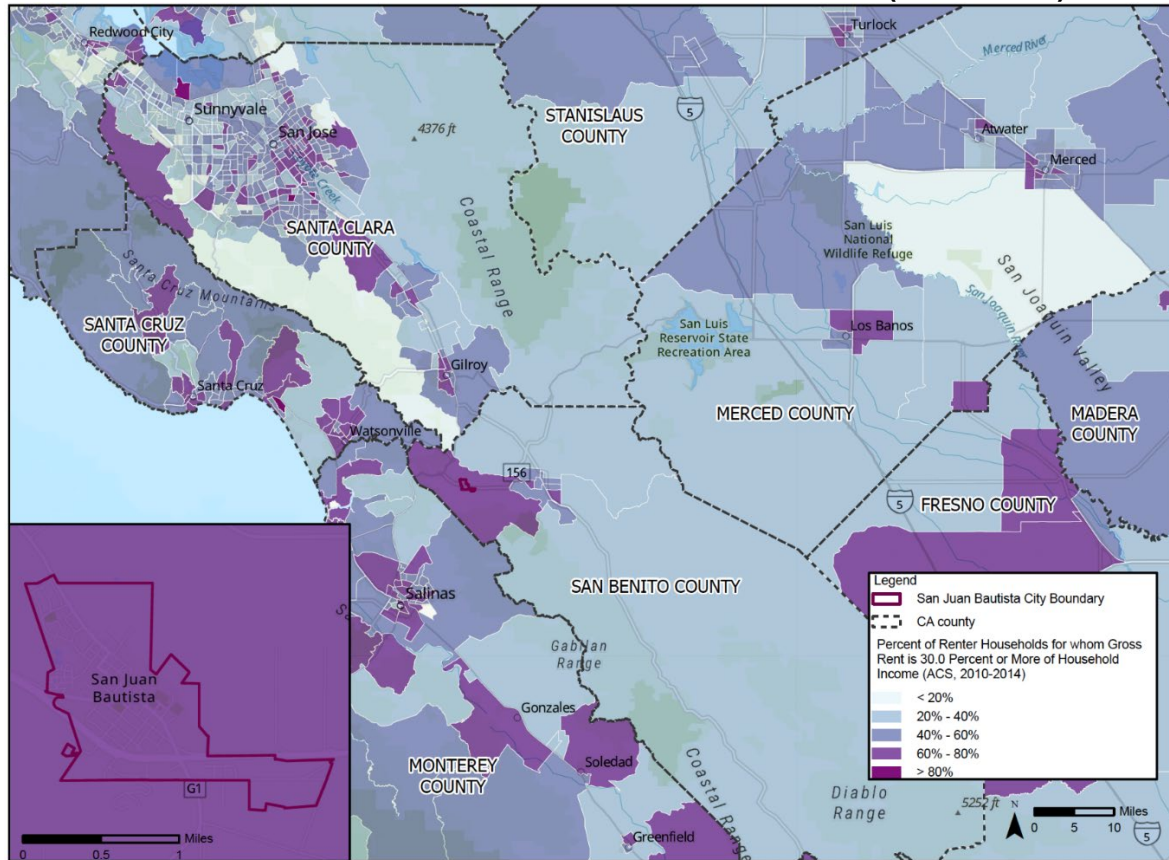 Redwood City
Sunnyvale
San Jose
4376 ft
STANISLAUS
COUNTY
5
Turlock
Merced River
Atwater
Merced
Coastal Range
SANTA CLARA
COUNTY
San Luis
National
Wildlife Refuge
San Joaquin Valley
Santa Cruz Mountains
SANTA CRUZ
COUNTY
San Luis
Reservoir State
Recreation Area
Los Banos
Santa Cruz
Gilroy
MERCED COUNTY
MADERA
COUNTY
Watsonville
156
5
FRESNO COUNTY
SAN BENITO COUNTY
Salinas
Gabilan
Range
Gonzales
Soledad
MONTEREY
COUNTY
Coastal Range
Diablo
Range
5252 ft
Greenfield
5
San Juan
Bautista
G1
0 0.5 1 Miles
Legend
San Juan Bautista City Boundary
CA county
Percent of Renter Households for whom Gross
Rent is 30.0 Percent or More of Household
Income (ACS, 2010-2014)
< 20%
20% - 40%
40% - 60%
60% - 80%
> 80%
N
0 5 10 Miles